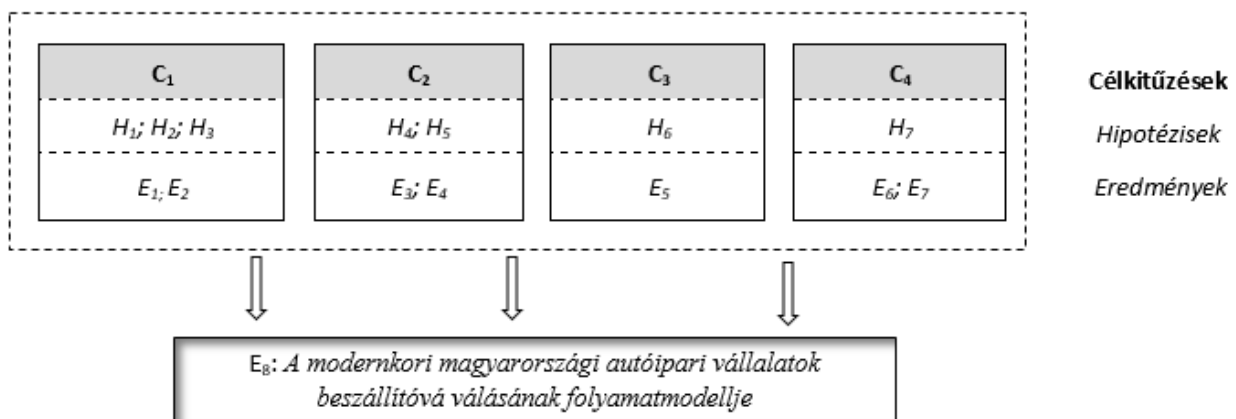 C₁ C₂ C₃ C₄ Célkitűzések
H₁; H₂; H₃ H₄; H₅ H₆ H₇ Hipotézisek
E₁; E₂ E₃; E₄ E₅ E₆; E₇ Eredmények
E₈: A modernkori magyarországi autóipari vállalatok
beszállítóvá válásának folyamatmodellje